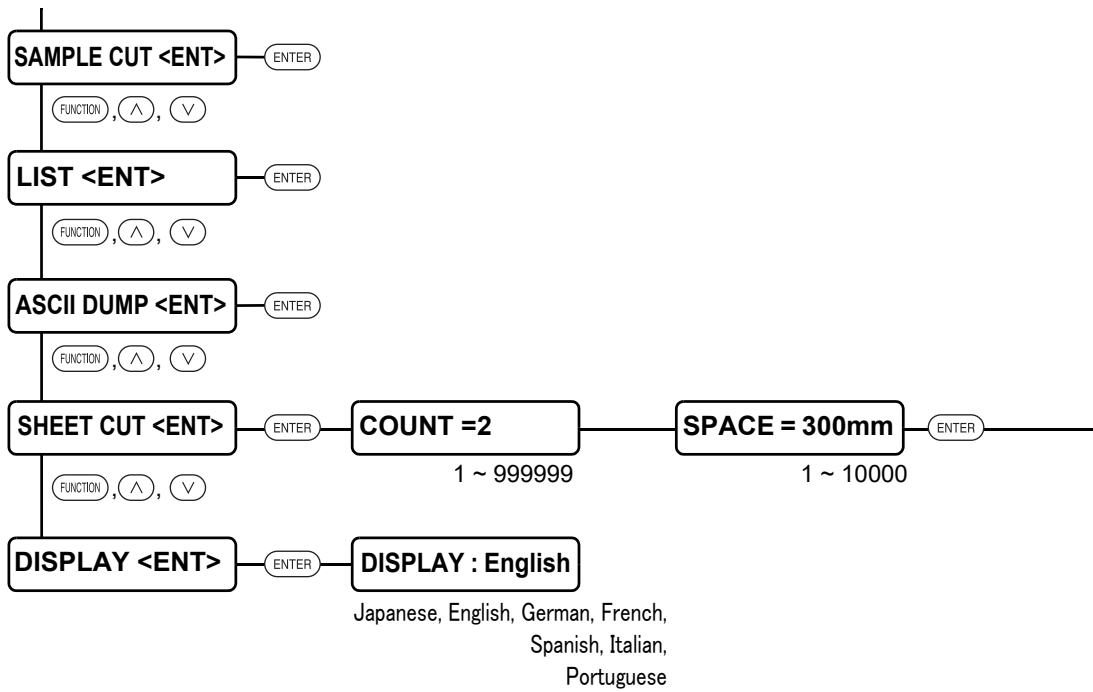 SAMPLE CUT <ENT> ENTER
FUNCTION , ∧ , ∨
LIST <ENT> ENTER
FUNCTION , ∧ , ∨
ASCII DUMP <ENT> ENTER
FUNCTION , ∧ , ∨
SHEET CUT <ENT> ENTER COUNT =2 SPACE = 300mm ENTER
1 ~ 999999 1 ~ 10000
FUNCTION , ∧ , ∨
DISPLAY <ENT> ENTER DISPLAY : English
Japanese, English, German, French,
Spanish, Italian,
Portuguese